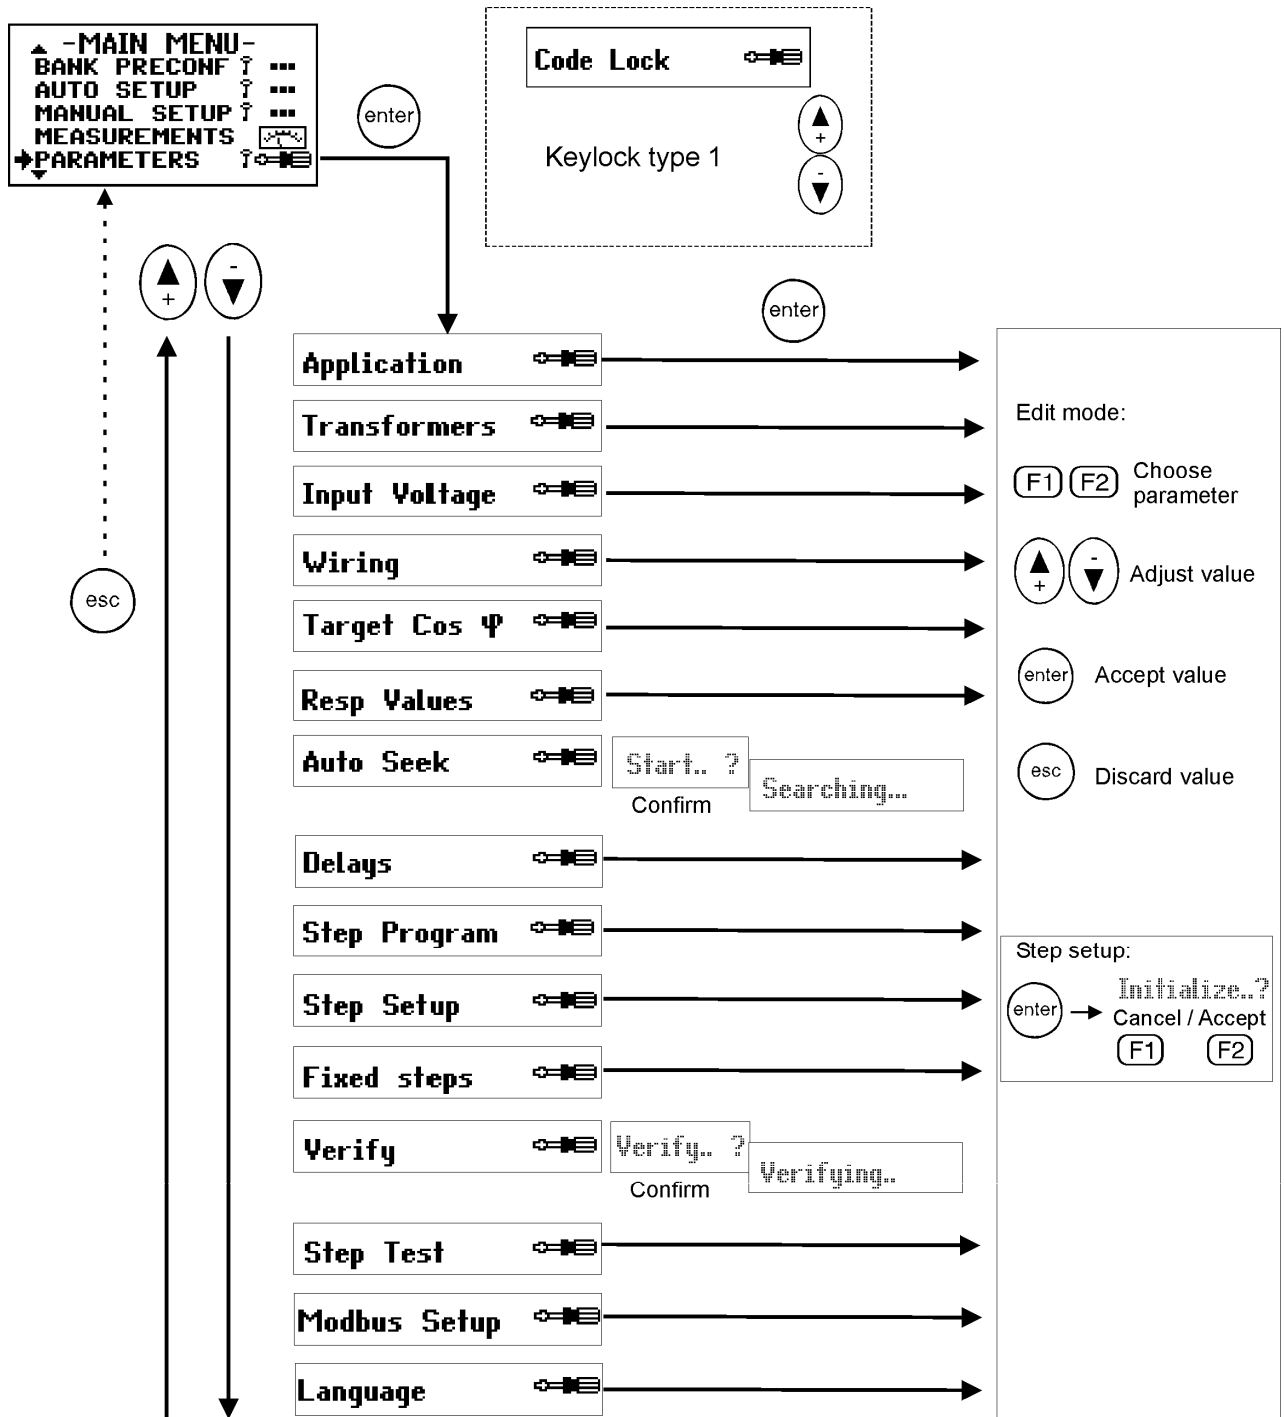 -MAIN MENU-
BANK PRECONF
AUTO SETUP
MANUAL SETUP
MEASUREMENTS
PARAMETERS
enter
Code Lock
Keylock type 1
+
-
+
-
enter
esc
Application
Transformers
Input Voltage
Wiring
Target Cos φ
Resp Values
Auto Seek
Start.. ?
Confirm
Searching...
Delays
Step Program
Step Setup
Fixed steps
Verify
Verify.. ?
Confirm
Verifying..
Step Test
Modbus Setup
Language
Edit mode:
F1 F2 Choose
parameter
+
-
Adjust value
enter Accept value
esc Discard value
Step setup:
enter
Initialize..?
Cancel / Accept
F1 F2